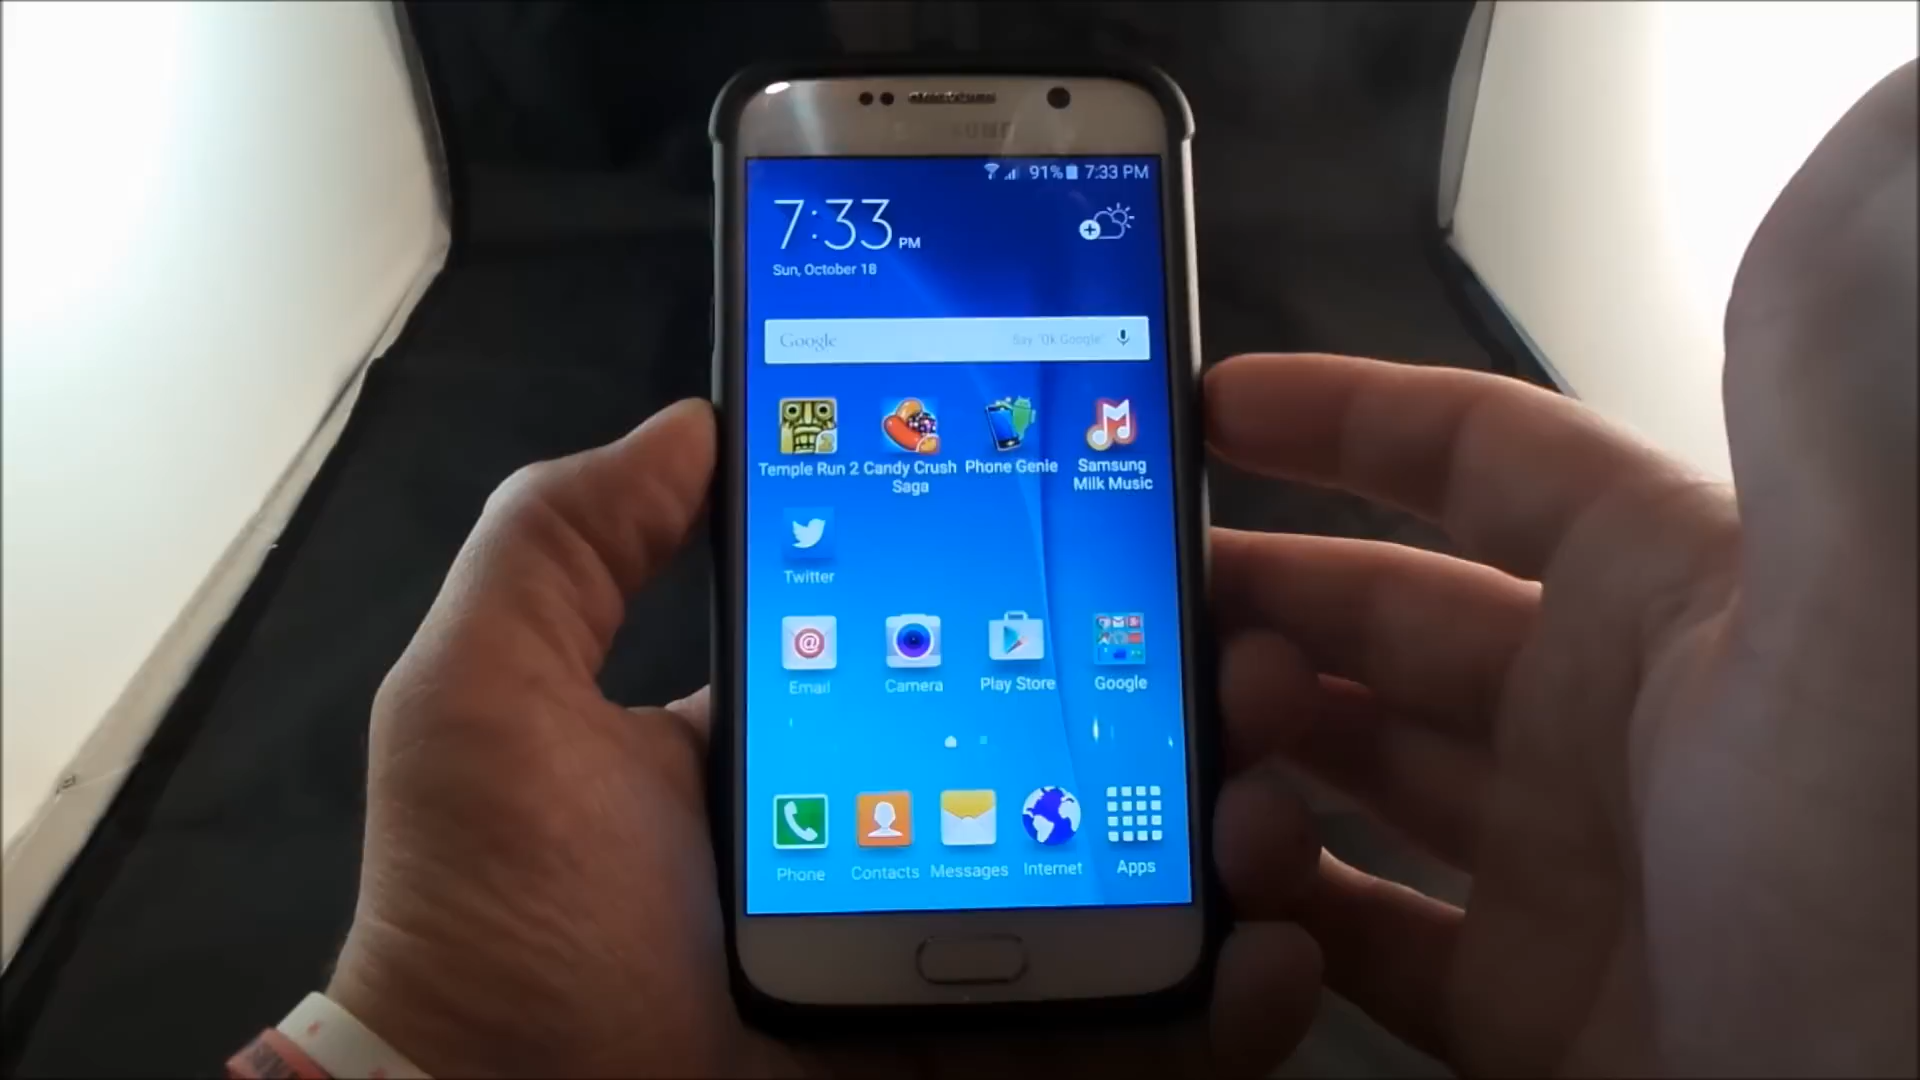 SAMSUNG
91% 7:33 PM
7:33 PM
Sun, October 18
Google Say "Ok Google"
Temple Run 2 Candy Crush Saga Phone Genie Samsung Milk Music
Twitter
Email Camera Play Store Google
Phone Contacts Messages Internet Apps